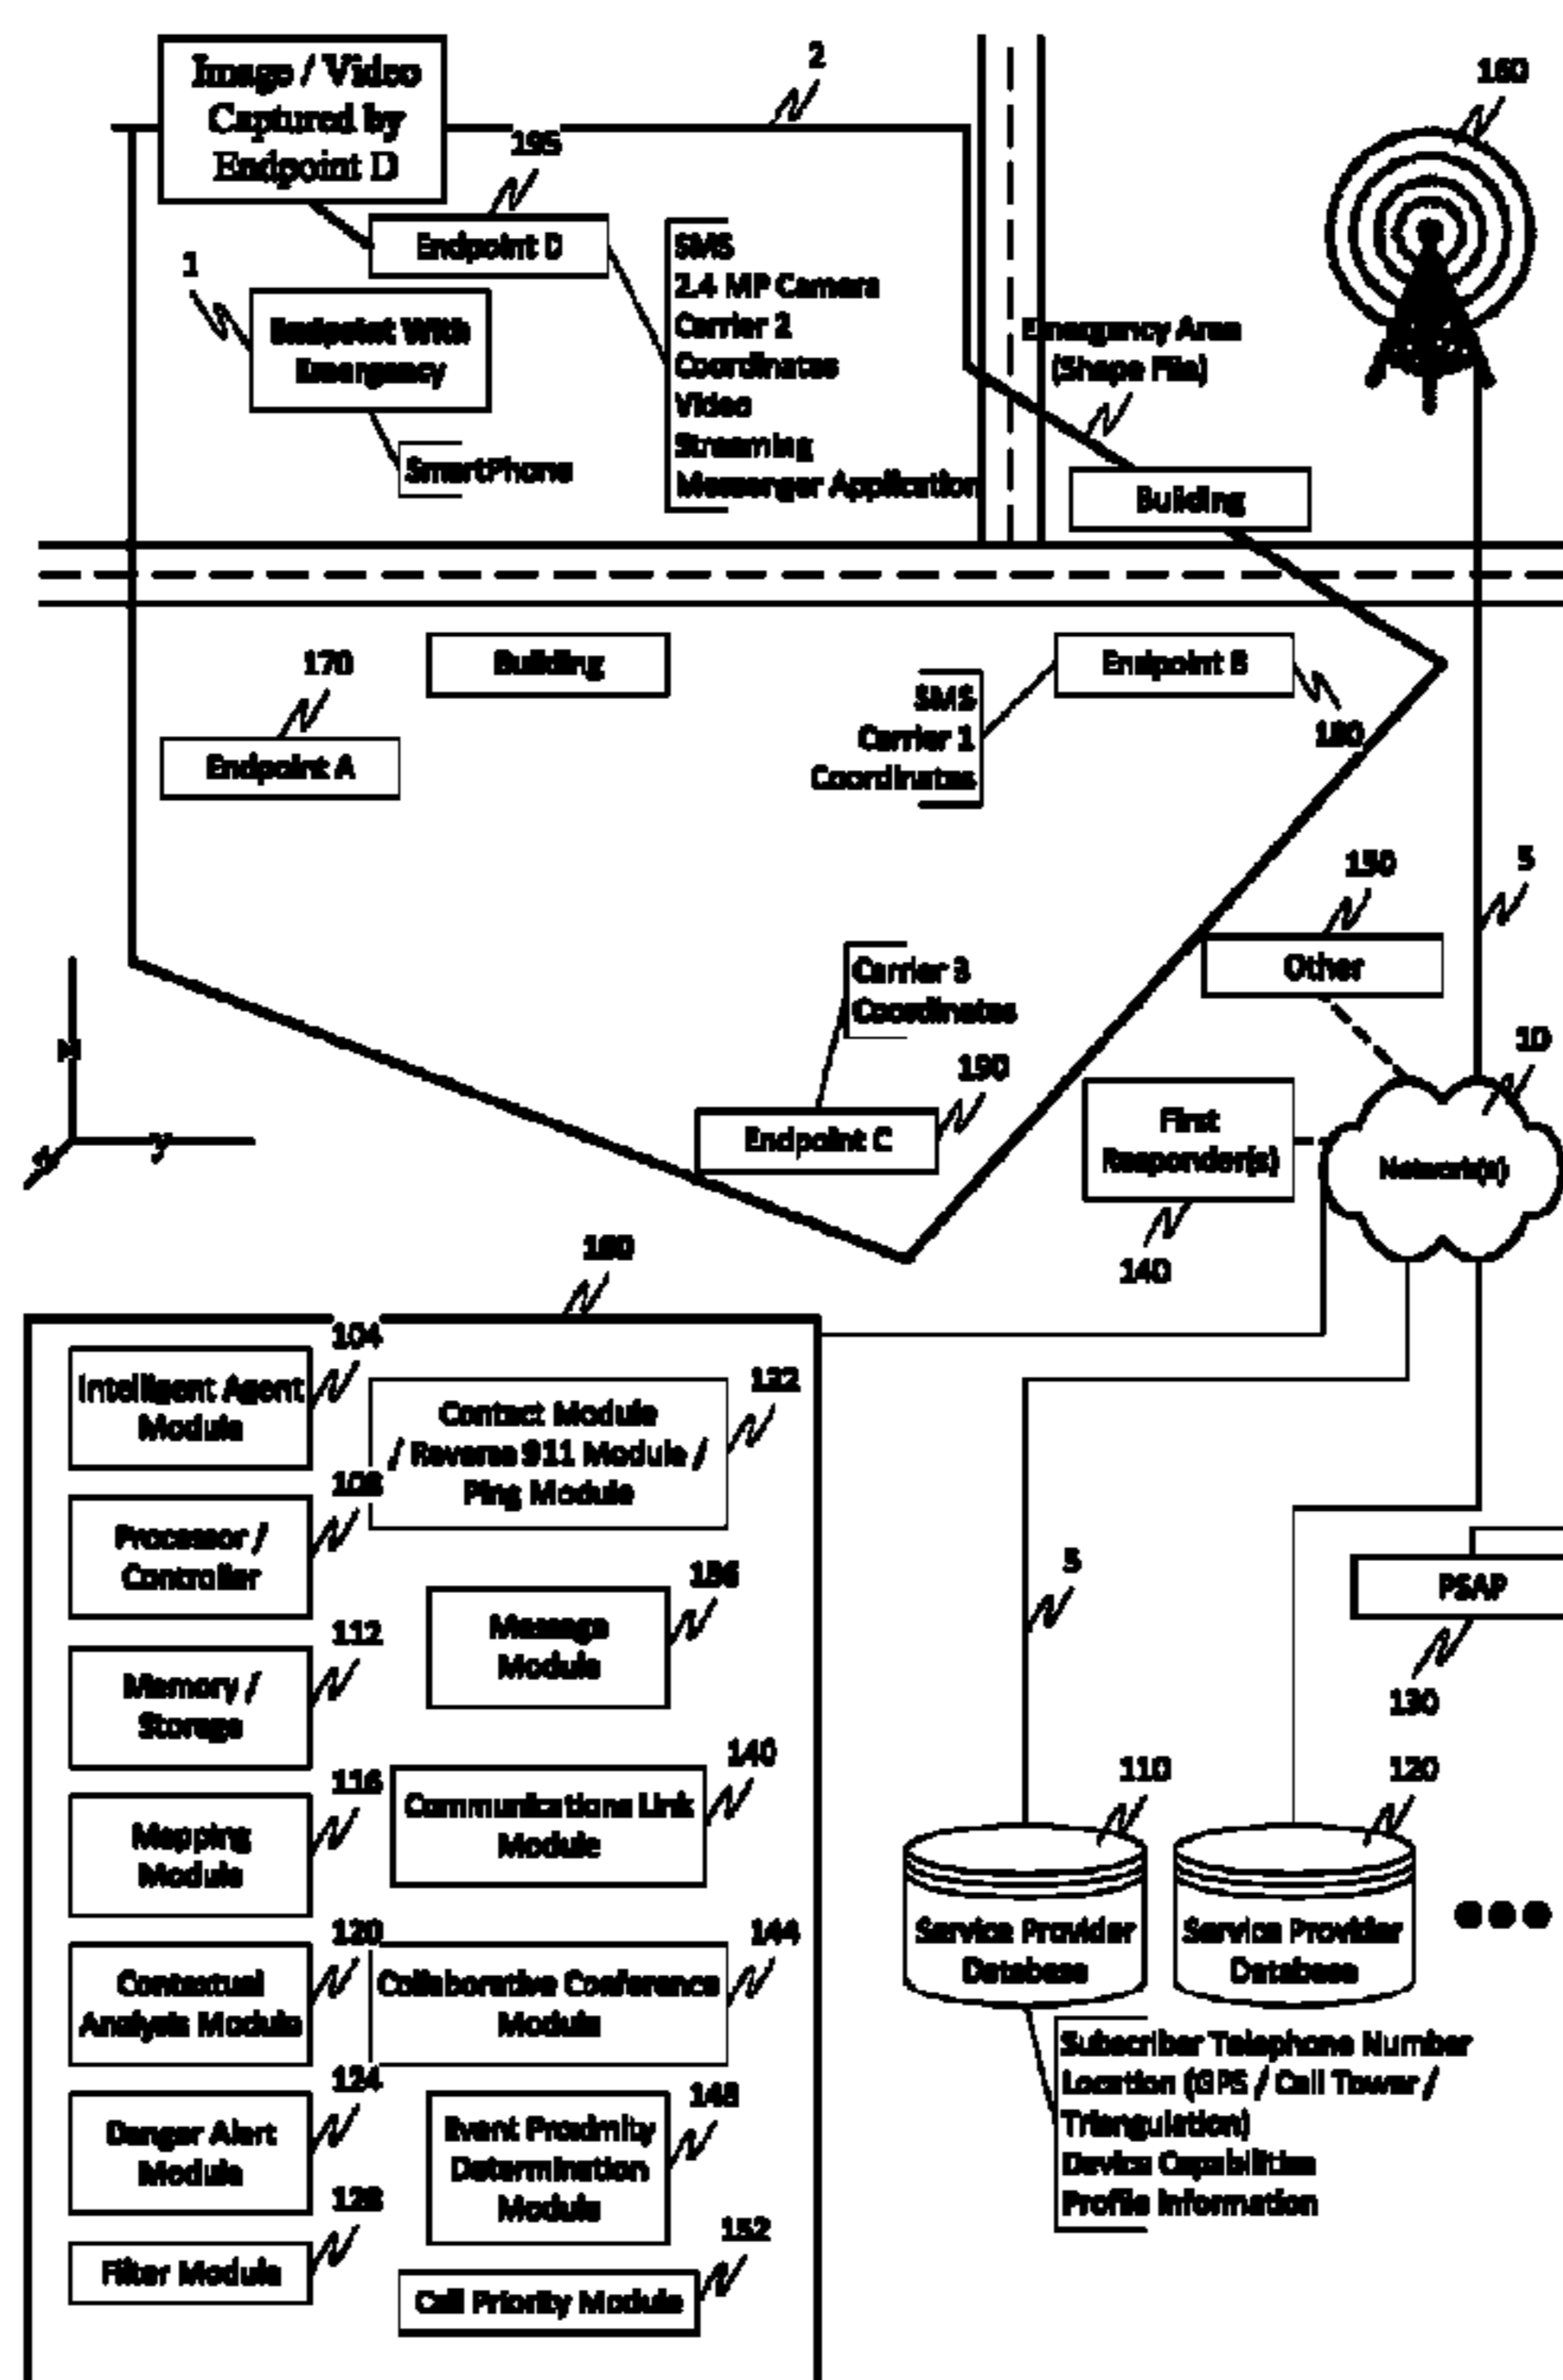 Image / Video
Captured by
Endpoint D
2
160
195
Endpoint D
1
Endpoint With
Emergency
SmartPhone
SMS
2.4 MP Camera
Carrier 2
Coordinates
Video
Streaming
Messenger Application
Emergency Area
(Shape File)
Building
Building
170
Endpoint A
Endpoint B
SMS
Carrier 1
Coordinates
150
5
Other
Carrier 3
Coordinates
10
190
Endpoint C
First
Responder(s)
Network(s)
140
y
104
Intelligent Agent
Module
Contact Module
/ Reverse 911 Module /
Ping Module
108
Processor /
Controller
Message
Module
112
Memory /
Storage
116
Mapping
Module
140
Communications Link
Module
120
Contextual
Analysis Module
144
Collaborative Conference
Module
124
Danger Alert
Module
148
Event Proximity
Determination
Module
128
Filter Module
152
Call Priority Module
5
PSAP
130
110
120
Service Provider
Database
Service Provider
Database
Subscriber Telephone Number
Location (GPS / Cell Tower /
Triangulation)
Device Capabilities
Profile Information